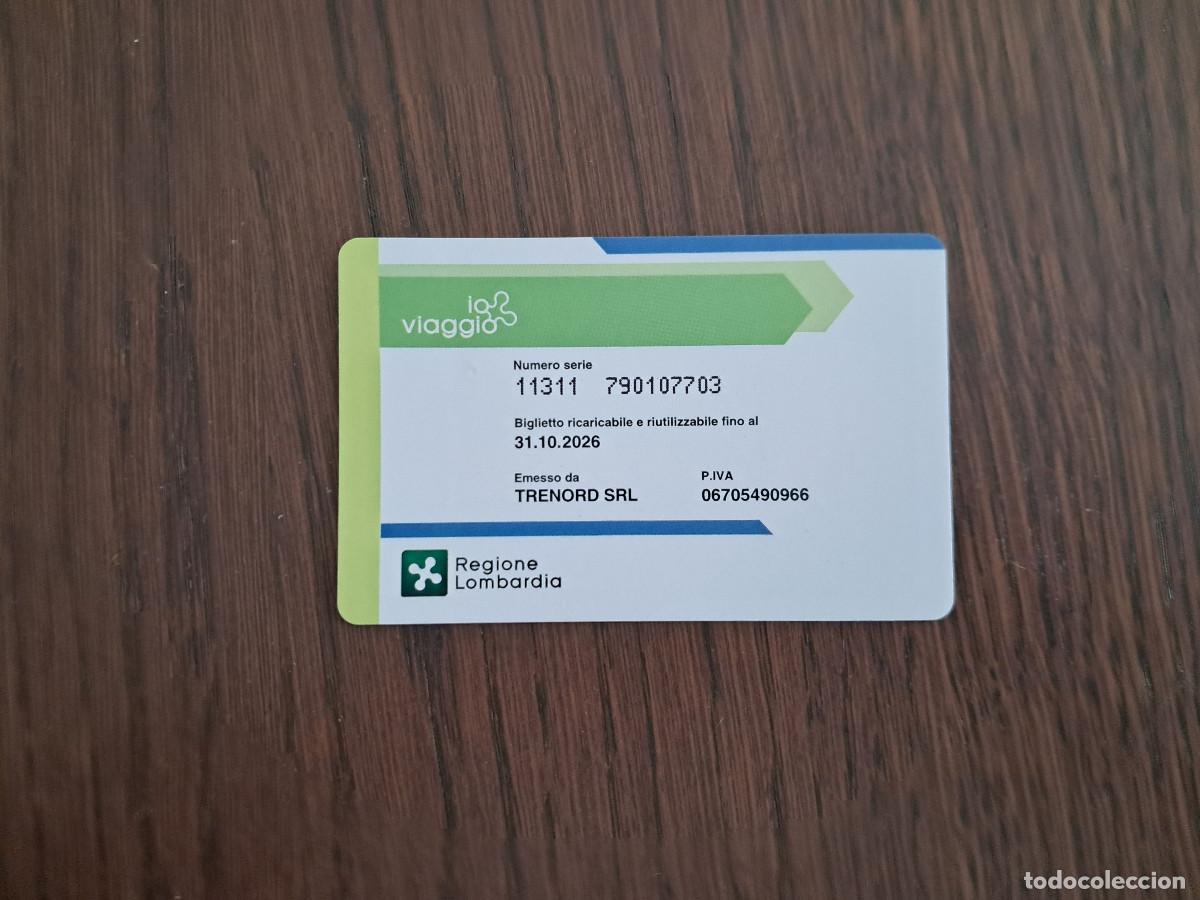 io
viaggio
Numero serie
11311 790107703
Biglietto ricaricabile e riutilizzabile fino al
31.10.2026
Emesso da P.IVA
TRENORD SRL 06705490966
Regione
Lombardia
todocoleccion